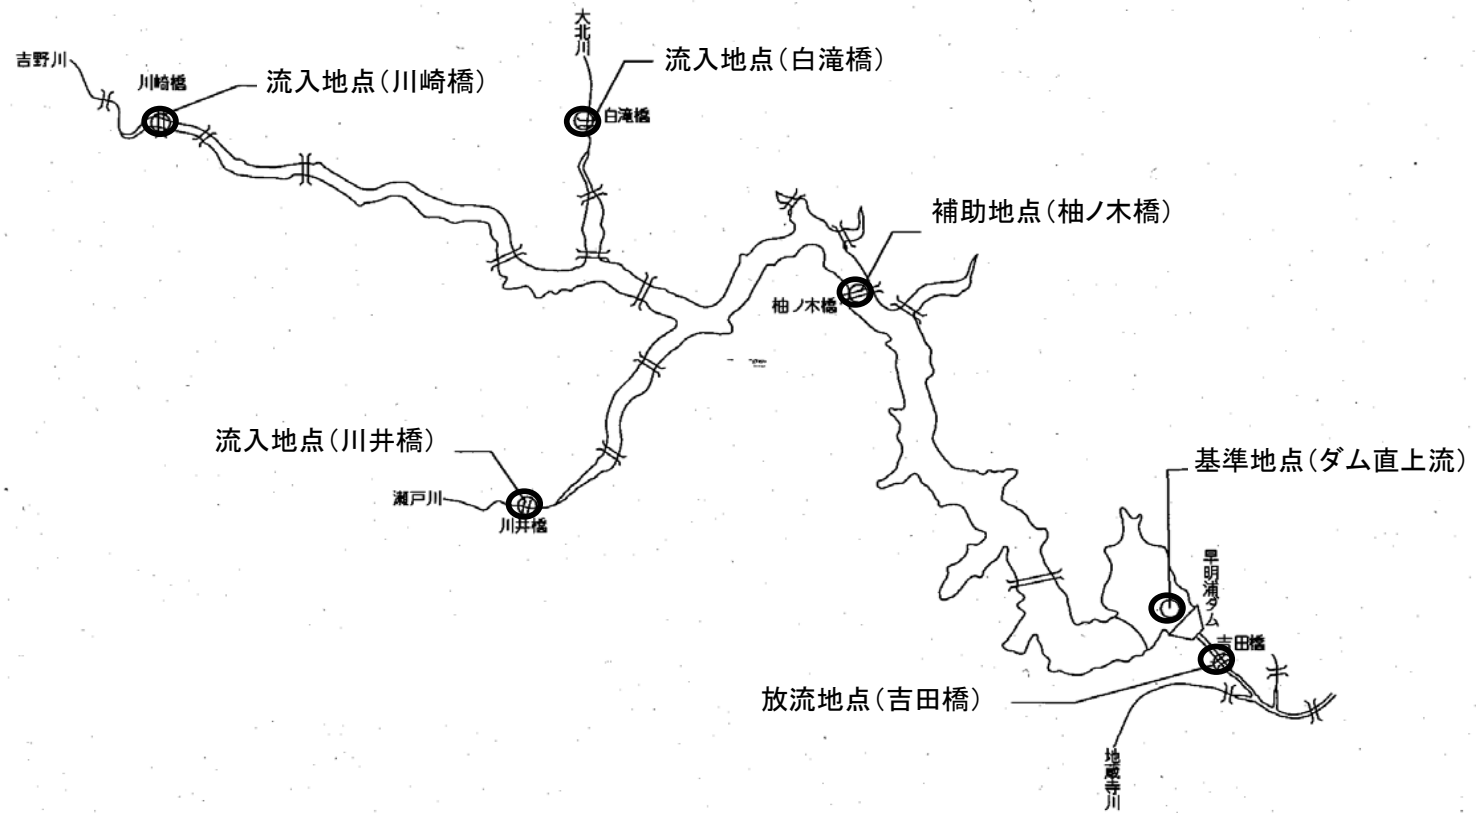 大北川
吉野川
川崎橋
流入地点(川崎橋)
流入地点(白滝橋)
白滝橋
補助地点(柚ノ木橋)
柚ノ木橋
流入地点(川井橋)
瀬戸川
川井橋
基準地点(ダム直上流)
早明浦ダム
吉田橋
放流地点(吉田橋)
地蔵寺川